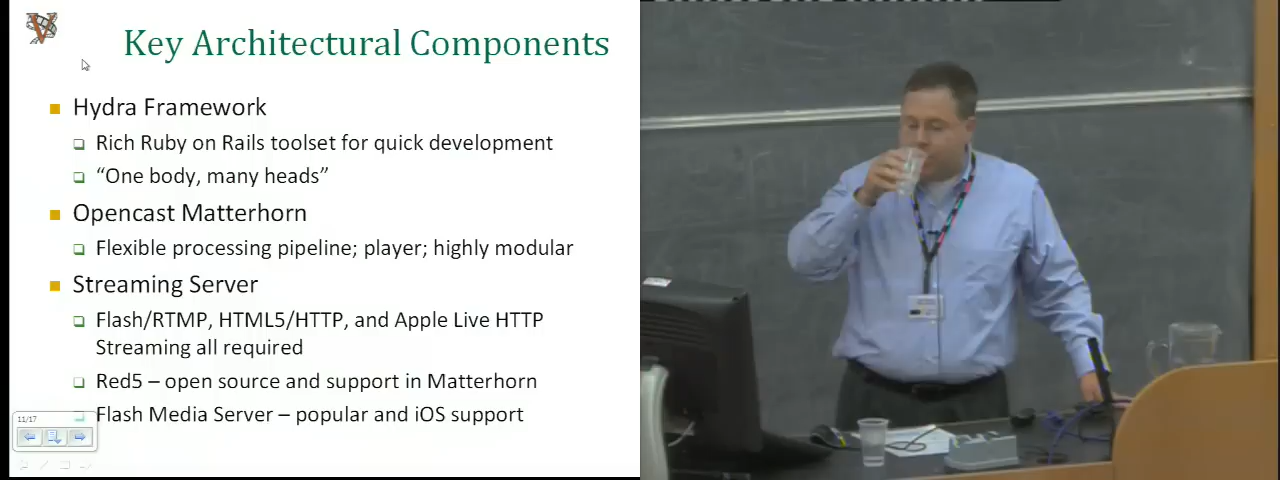 Key Architectural Components
Hydra Framework
Rich Ruby on Rails toolset for quick development
“One body, many heads”
Opencast Matterhorn
Flexible processing pipeline; player; highly modular
Streaming Server
Flash/RTMP, HTML5/HTTP, and Apple Live HTTP
Streaming all required
Red5 – open source and support in Matterhorn
11/17
Flash Media Server – popular and iOS support